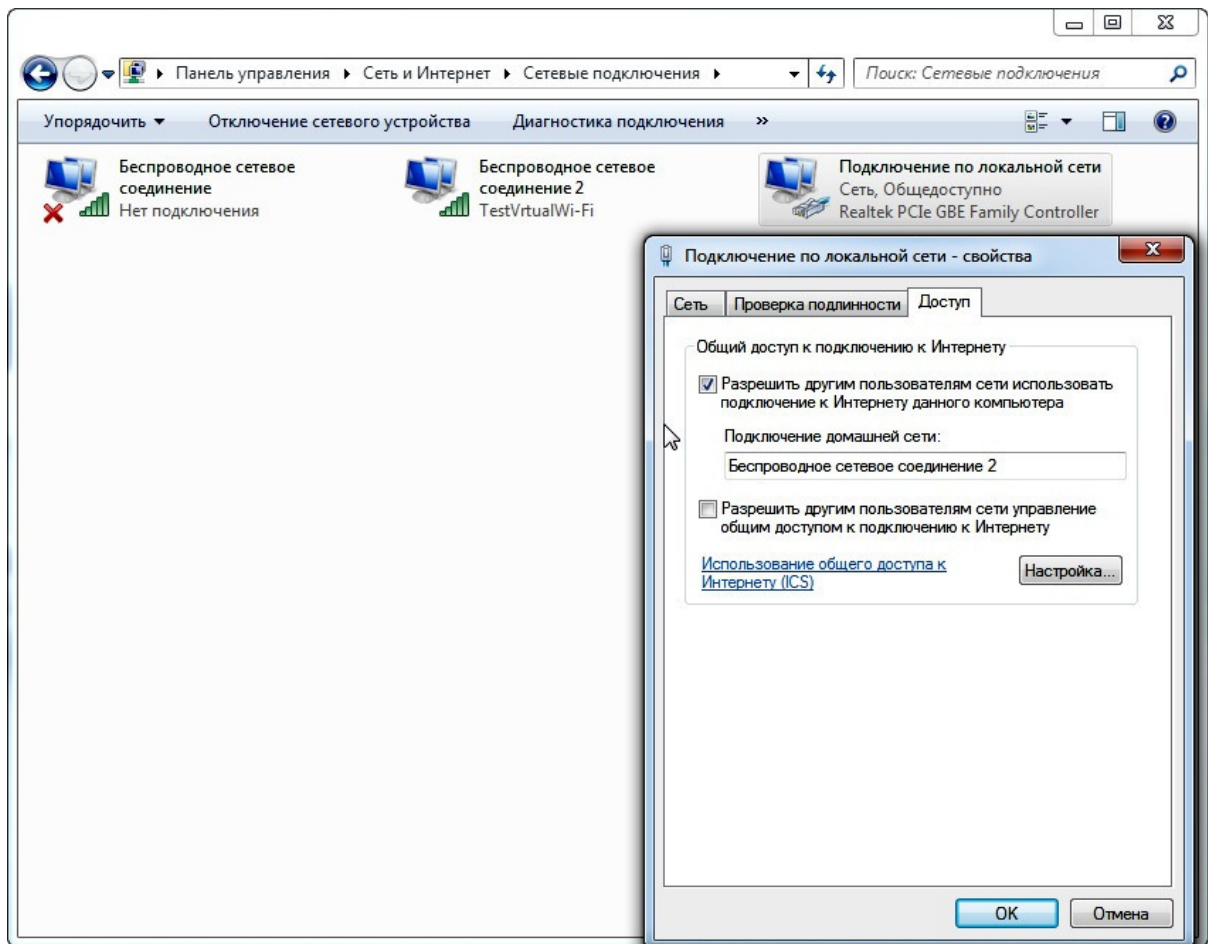 Панель управления ▸ Сеть и Интернет ▸ Сетевые подключения ▸
Поиск: Сетевые подключения
Упорядочить
Отключение сетевого устройства
Диагностика подключения
»
Беспроводное сетевое
соединение
Нет подключения
Беспроводное сетевое
соединение 2
TestVrtualWi-Fi
Подключение по локальной сети
Сеть, Общедоступно
Realtek PCIe GBE Family Controller
Подключение по локальной сети - свойства
Сеть
Проверка подлинности
Доступ
Общий доступ к подключению к Интернету
Разрешить другим пользователям сети использовать
подключение к Интернету данного компьютера
Подключение домашней сети:
Беспроводное сетевое соединение 2
Разрешить другим пользователям сети управление
общим доступом к подключению к Интернету
Использование общего доступа к
Интернету (ICS)
Настройка...
OK
Отмена